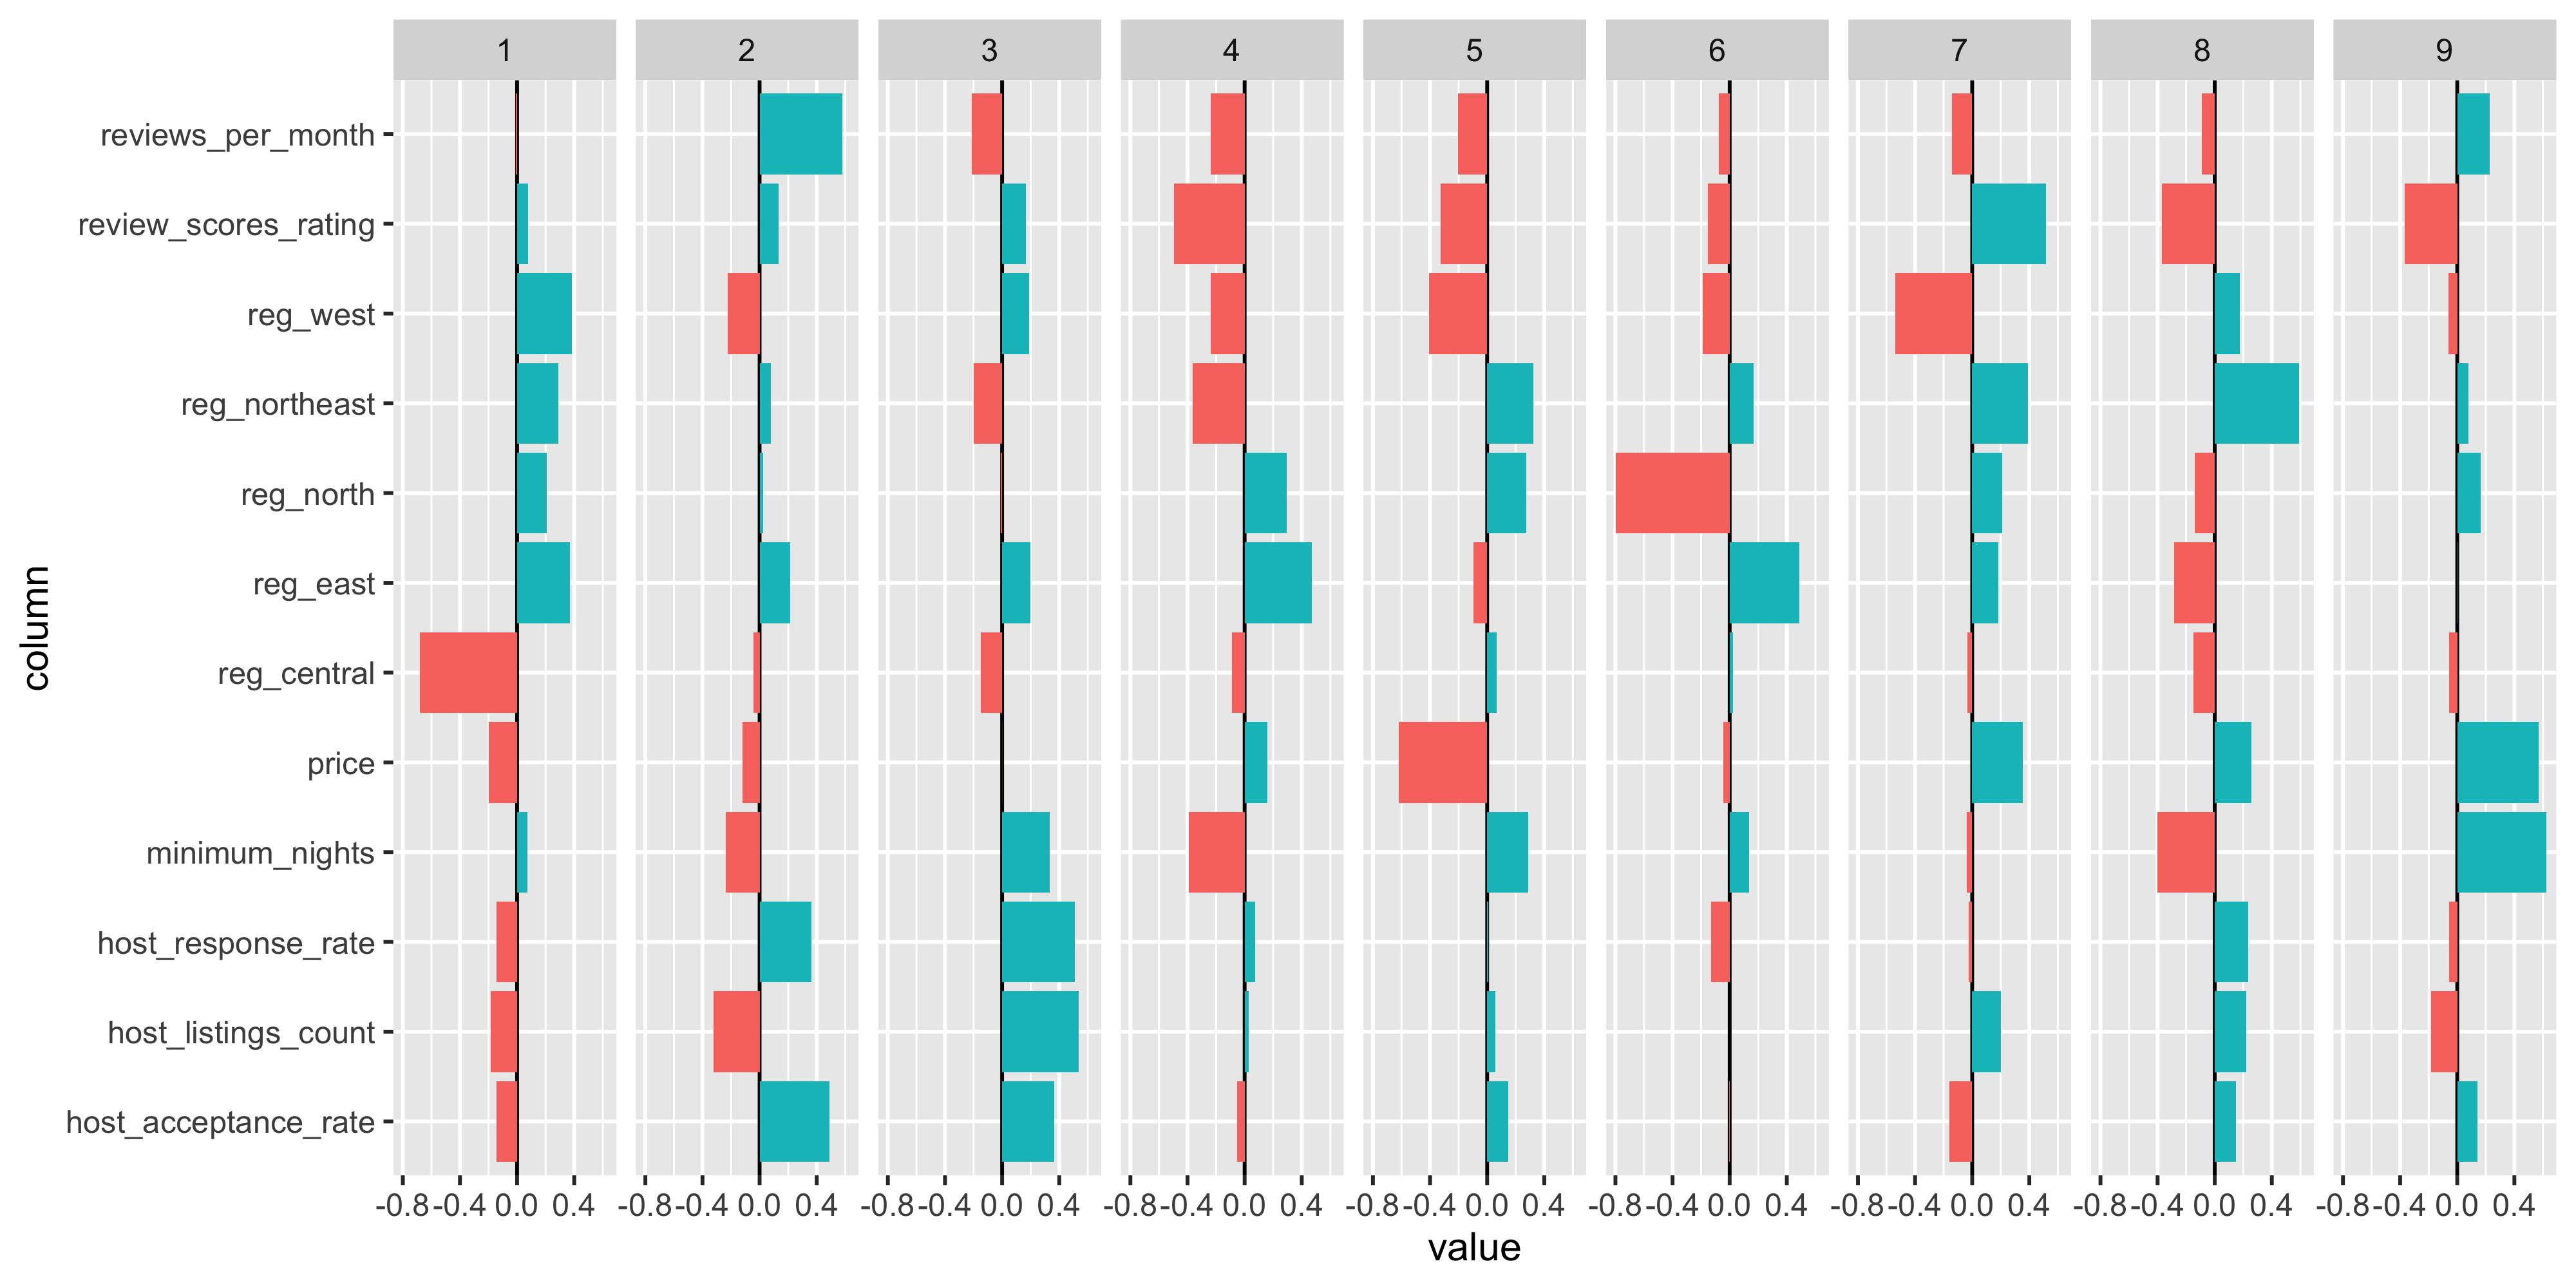 1 2 3 4 5 6 7 8 9
reviews_per_month
review_scores_rating
reg_west
reg_northeast
reg_north
reg_east
reg_central
price
minimum_nights
host_response_rate
host_listings_count
host_acceptance_rate
column
-0.8 -0.4 0.0 0.4 -0.8 -0.4 0.0 0.4 -0.8 -0.4 0.0 0.4 -0.8 -0.4 0.0 0.4 -0.8 -0.4 0.0 0.4 -0.8 -0.4 0.0 0.4 -0.8 -0.4 0.0 0.4 -0.8 -0.4 0.0 0.4 -0.8 -0.4 0.0 0.4
value